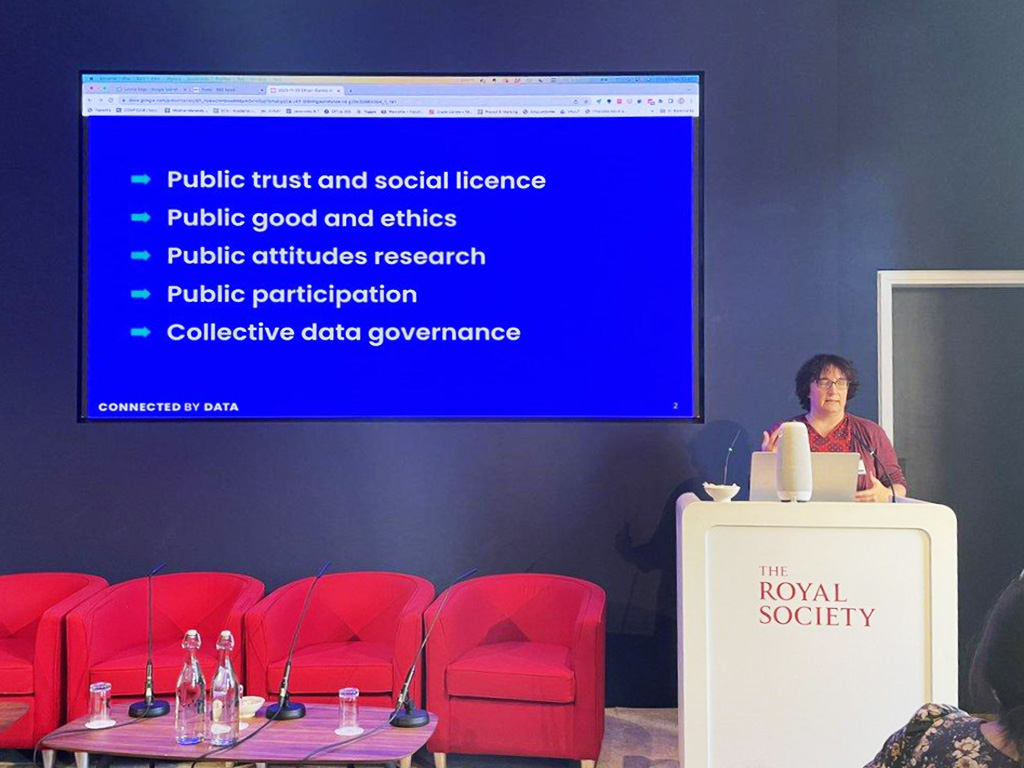 Public trust and social licence
Public good and ethics
Public attitudes research
Public participation
Collective data governance
CONNECTED BY DATA
2
THE
ROYAL
SOCIETY